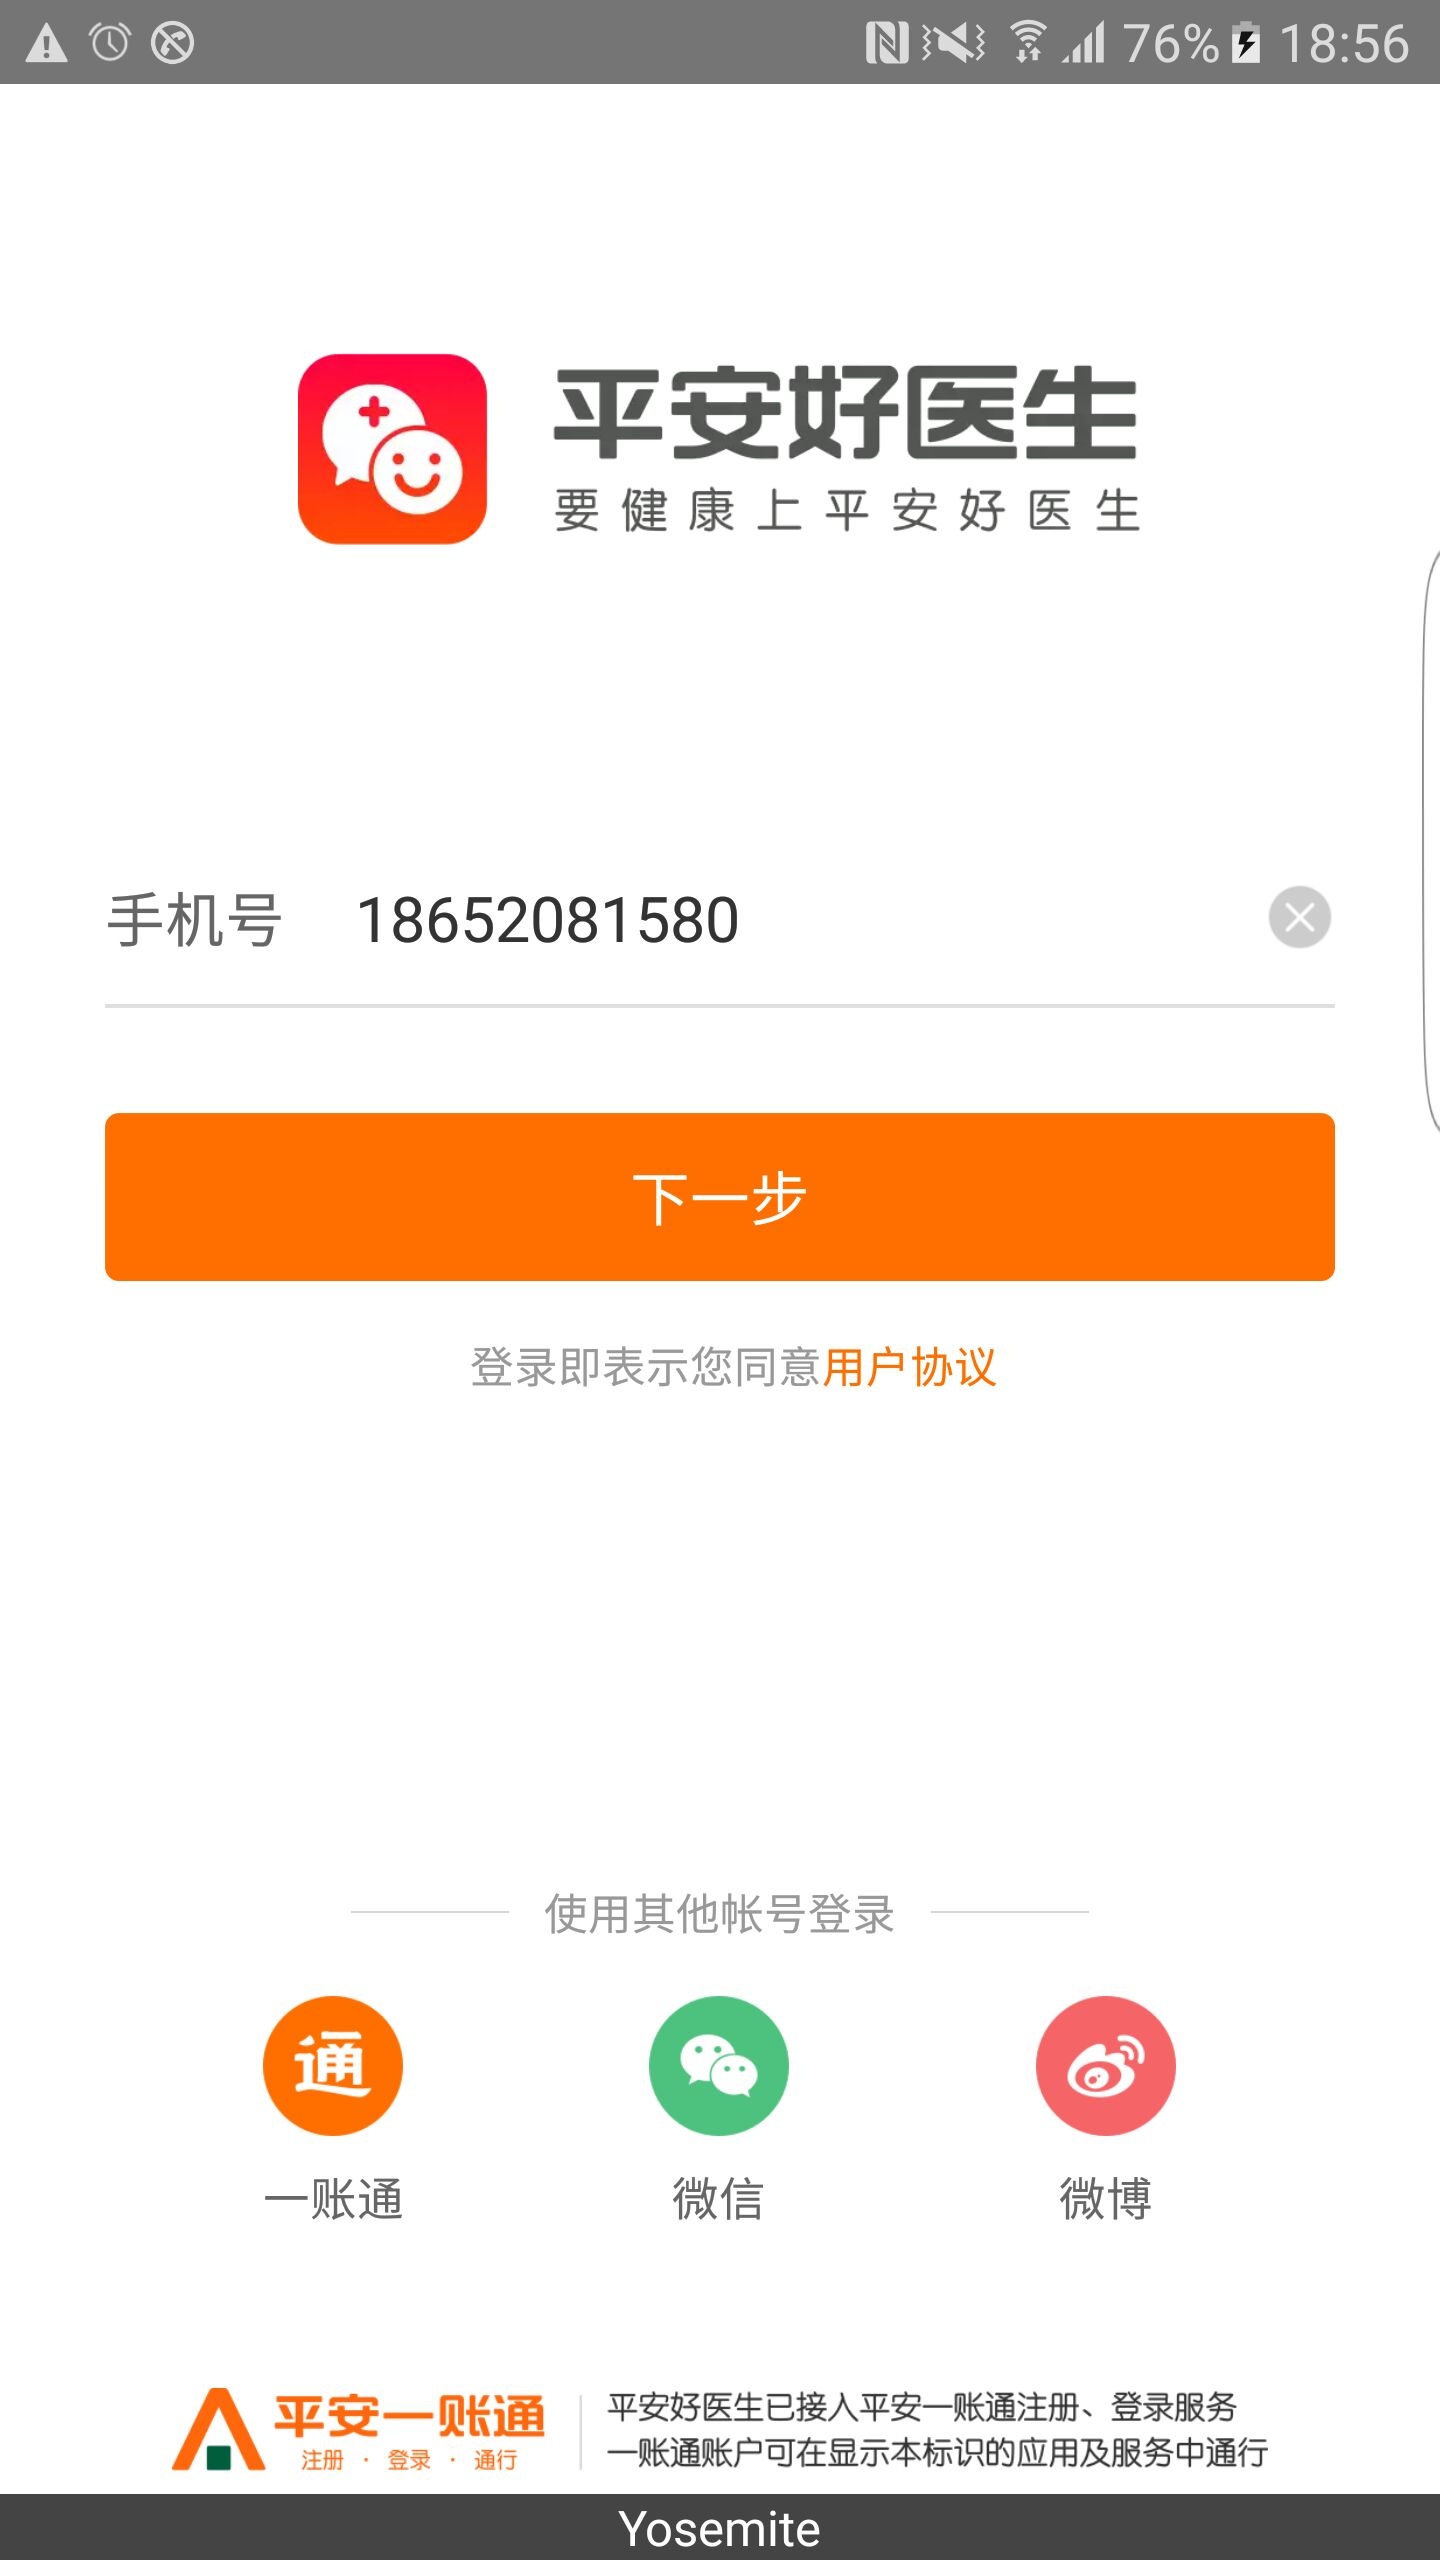 76% 18:56
平安好医生
要健康上平安好医生
手机号 18652081580
下一步
登录即表示您同意用户协议
使用其他帐号登录
通
一账通 微信 微博
平安一账通
注册 · 登录 · 通行
平安好医生已接入平安一账通注册、登录服务
一账通账户可在显示本标识的应用及服务中通行
Yosemite